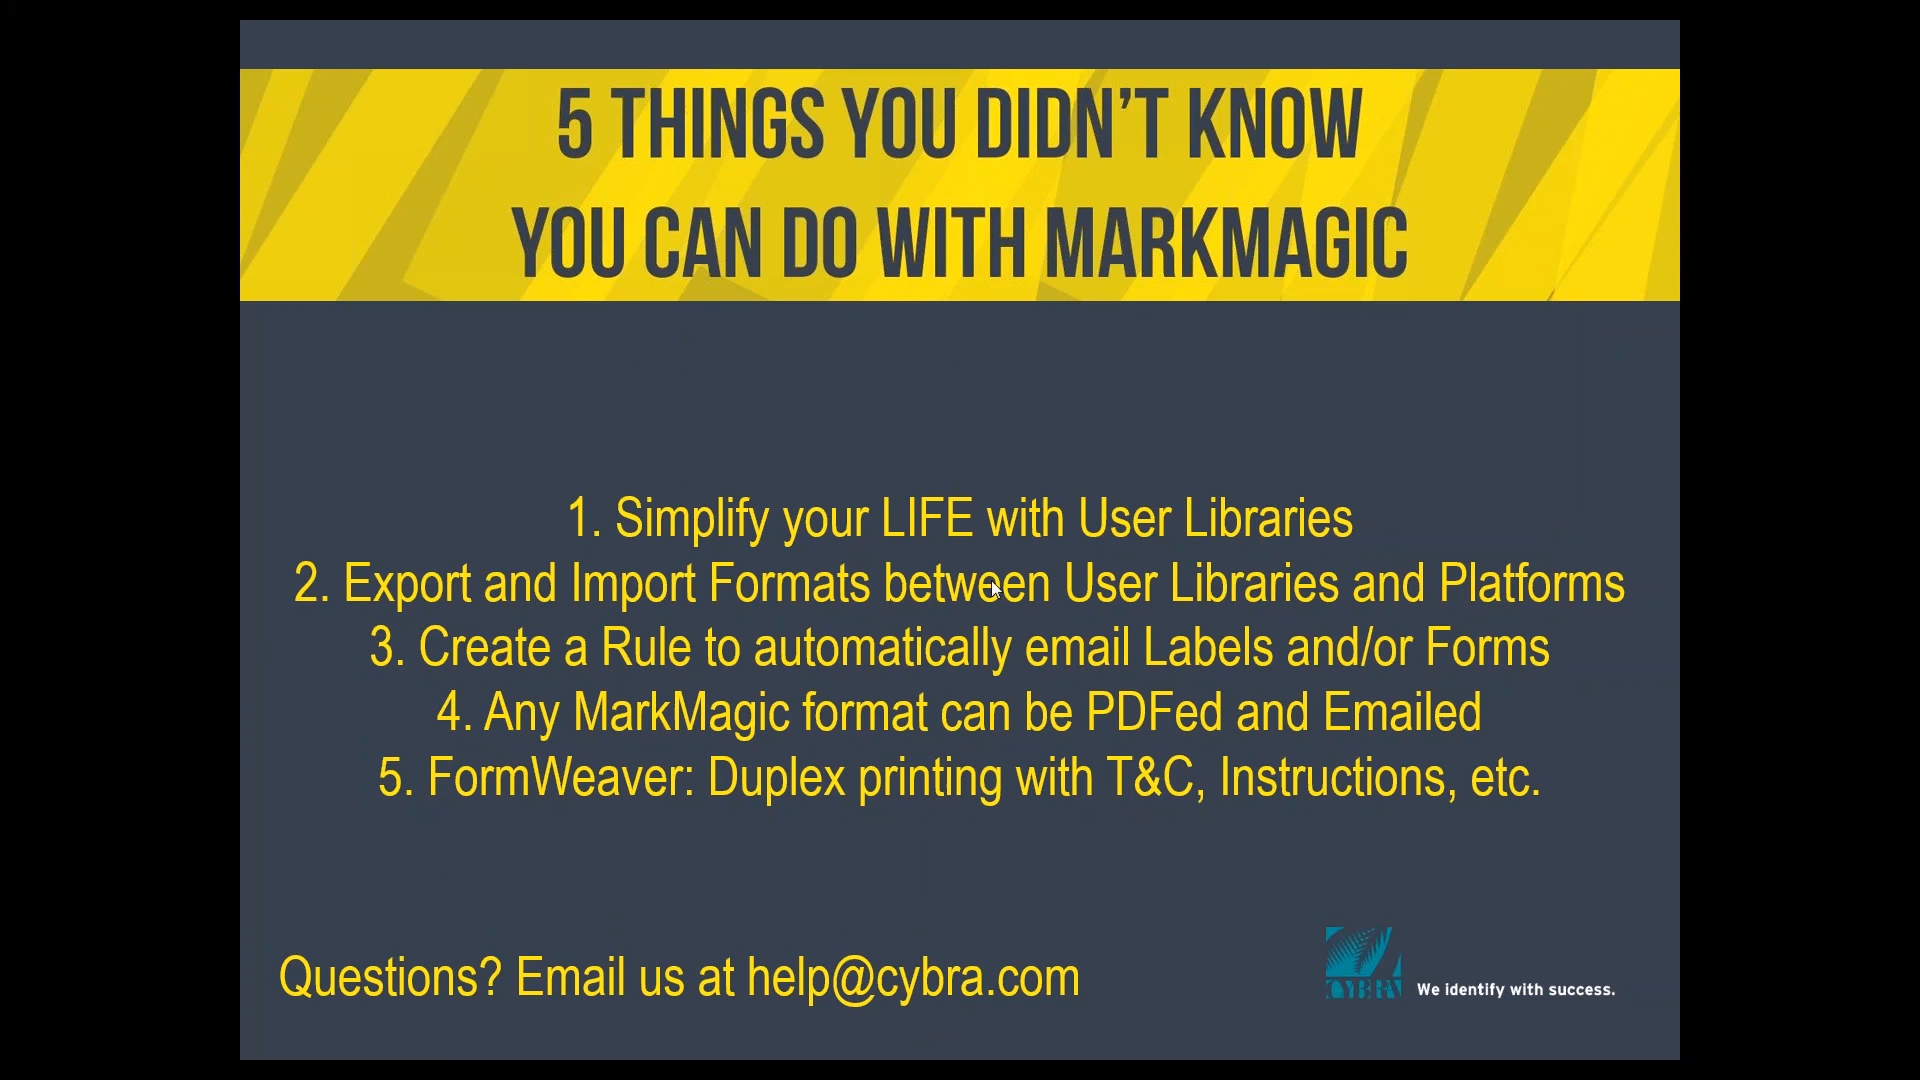 5 THINGS YOU DIDN'T KNOW
YOU CAN DO WITH MARKMAGIC
1. Simplify your LIFE with User Libraries
2. Export and Import Formats between User Libraries and Platforms
3. Create a Rule to automatically email Labels and/or Forms
4. Any MarkMagic format can be PDFed and Emailed
5. FormWeaver: Duplex printing with T&C, Instructions, etc.
Questions? Email us at help@cybra.com
CYBRA
We identify with success.